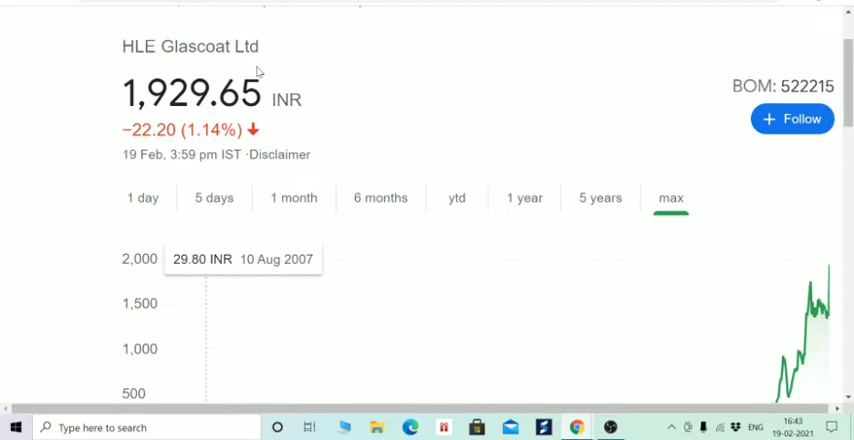 HLE Glascoat Ltd
1,929.65 INR
BOM: 522215
−22.20 (1.14%)
+ Follow
19 Feb, 3:59 pm IST ·Disclaimer
1 day 5 days 1 month 6 months ytd 1 year 5 years max
2,000
29.80 INR 10 Aug 2007
1,500
1,000
500
Type here to search
ENG
16:43
19-02-2021